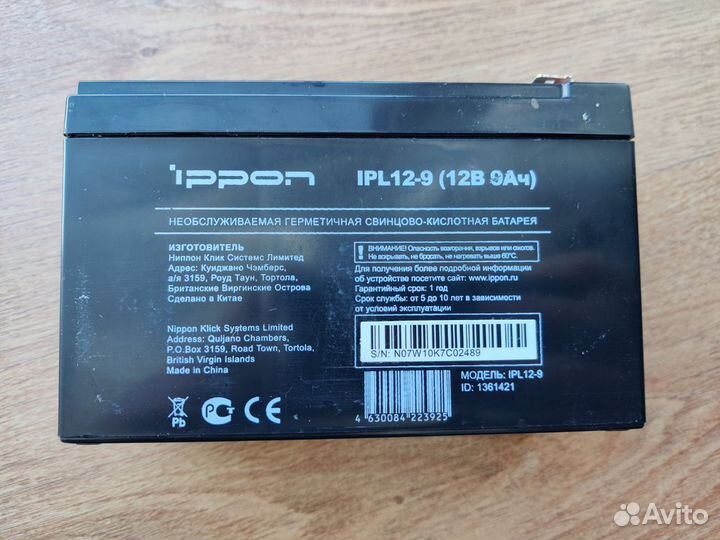 ippon
IPL12-9 (12В 9Ач)
НЕОБСЛУЖИВАЕМАЯ ГЕРМЕТИЧНАЯ СВИНЦОВО-КИСЛОТНАЯ БАТАРЕЯ
ИЗГОТОВИТЕЛЬ
Ниппон Клик Системс Лимитед
Адрес: Куиджано Чэмберс,
а/я 3159, Роуд Таун, Тортола,
Британские Виргинские Острова
Сделано в Китае
Nippon Klick Systems Limited
Address: Quijano Chambers,
P.O.Box 3159, Road Town, Tortola,
British Virgin Islands
Made in China
Pb
РСТ
CE
! ВНИМАНИЕ! Опасность возгорания, взрывов или ожогов.
Не вскрывать, не бросать, не нагревать выше 60°C.
Для получения более подробной информации
об устройстве посетите сайт: www.ippon.ru
Гарантийный срок: 1 год
Срок службы: от 5 до 10 лет в зависимости
от условий эксплуатации
S/N: N07W10K7C02489
МОДЕЛЬ: IPL12-9
ID: 1361421
4 630084 223925
Avito